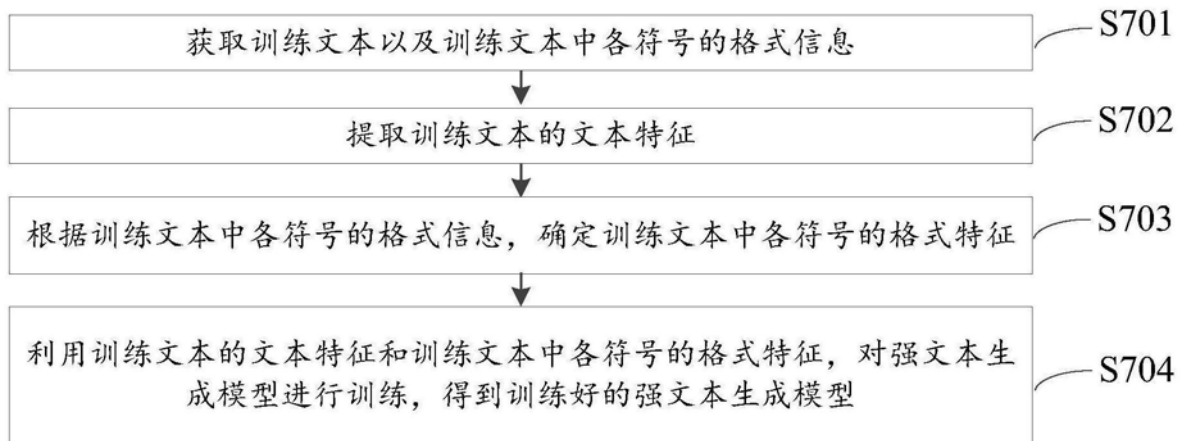 获取训练文本以及训练文本中各符号的格式信息
S701
提取训练文本的文本特征
S702
根据训练文本中各符号的格式信息，确定训练文本中各符号的格式特征
S703
利用训练文本的文本特征和训练文本中各符号的格式特征，对强文本生
成模型进行训练，得到训练好的强文本生成模型
S704